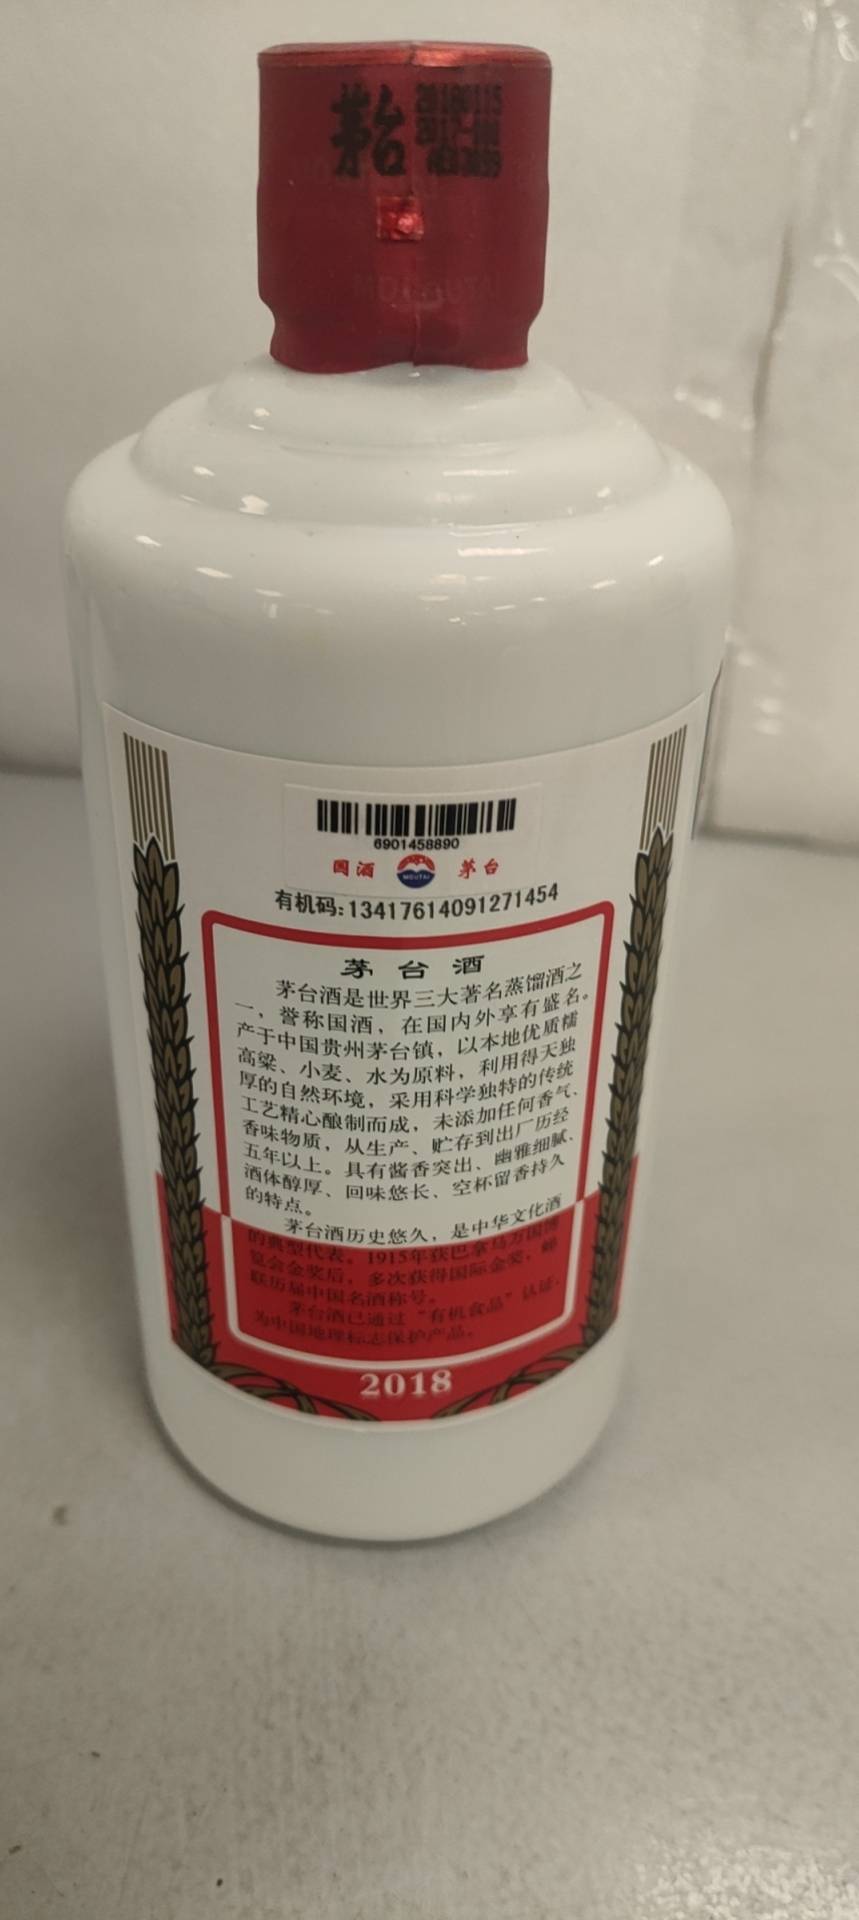 茅台
20180115
MOUTAI
6901458890
国酒
MOUTAI
茅台
有机码:13417614091271454
茅台酒
茅台酒是世界三大著名蒸馏酒之
一，誉称国酒，在国内外享有盛名。
产于中国贵州茅台镇，以本地优质糯
高粱、小麦、水为原料，利用得天独
厚的自然环境，采用科学独特的传统
工艺精心酿制而成，未添加任何香气、
香味物质，从生产、贮存到出厂历经
五年以上。具有酱香突出、幽雅细腻、
酒体醇厚、回味悠长、空杯留香持久
的特点。
茅台酒历史悠久，是中华文化酒
的典型代表。1915年获巴拿马万国博
览会金奖后，多次获得国际金奖，蝉
联历届中国名酒称号。
茅台酒已通过“有机食品”认证，
为中国地理标志保护产品。
2018